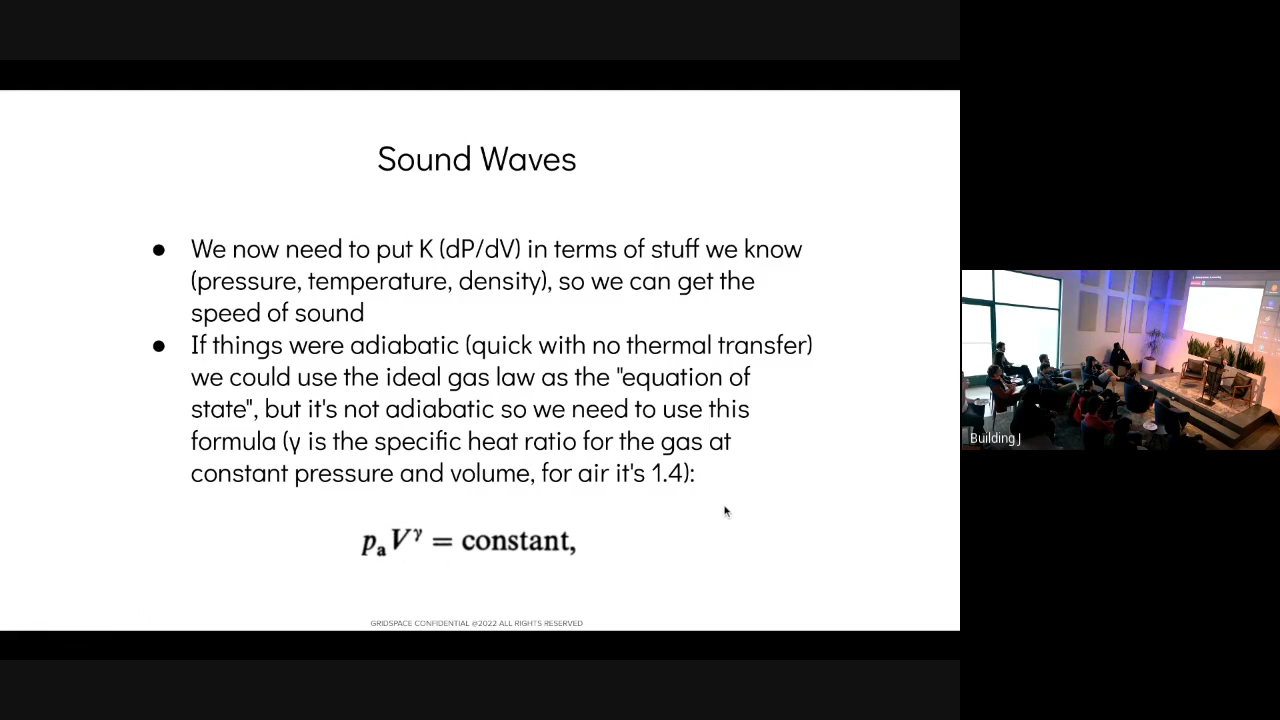 Sound Waves
● We now need to put K (dP/dV) in terms of stuff we know
(pressure, temperature, density), so we can get the
speed of sound
● If things were adiabatic (quick with no thermal transfer)
we could use the ideal gas law as the "equation of
state", but it's not adiabatic so we need to use this
formula (γ is the specific heat ratio for the gas at
constant pressure and volume, for air it's 1.4):
pₐVᵞ = constant,
GRIDSPACE CONFIDENTIAL @2022 ALL RIGHTS RESERVED
Building J